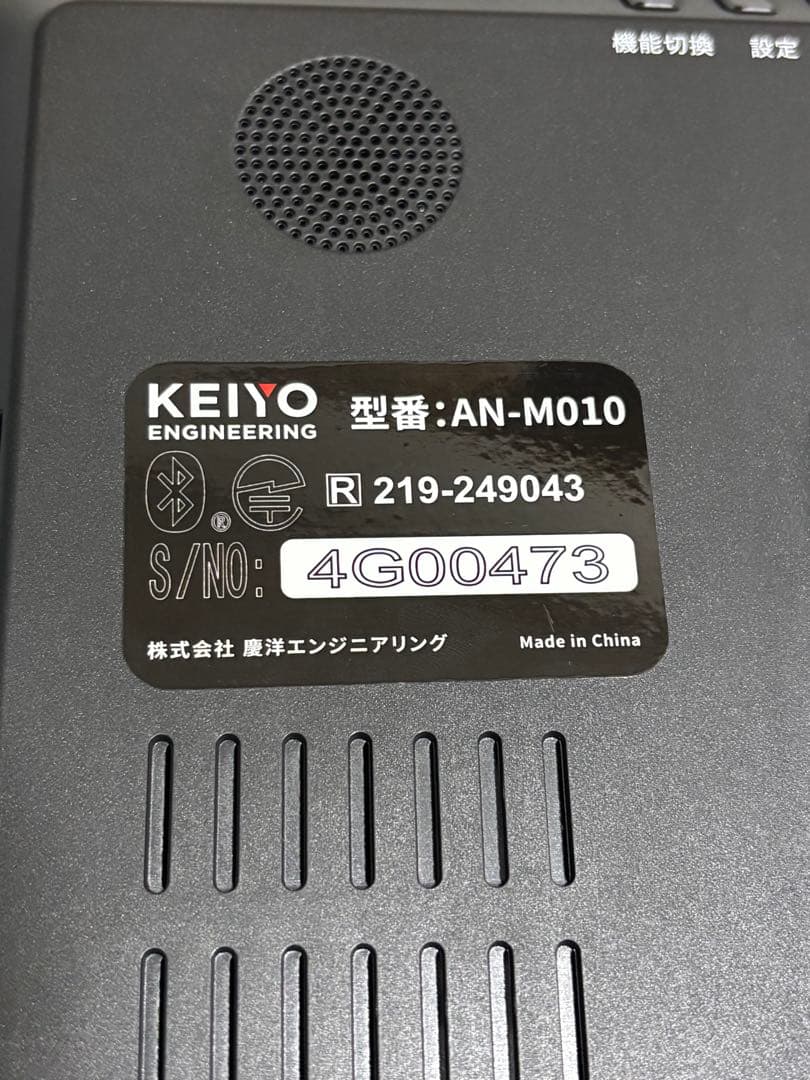 機能切換 設定
KEIYO
ENGINEERING
型番:AN-M010
R 219-249043
S/NO: 4G00473
株式会社 慶洋エンジニアリング Made in China